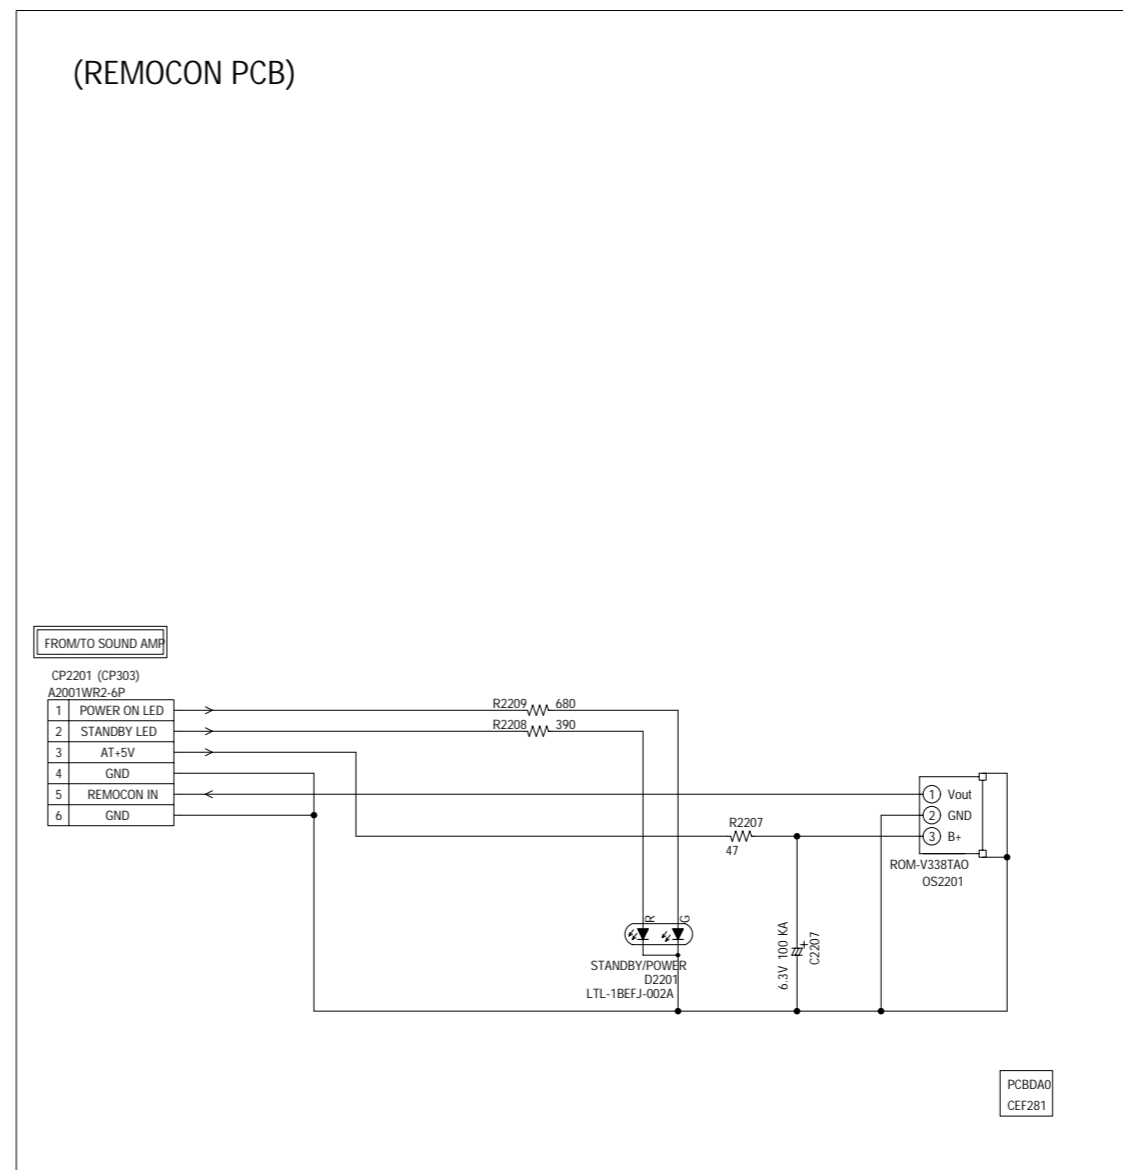 (REMOCON PCB)
FROM/TO SOUND AMP
CP2201 (CP303)
A2001WR2-6P
1 POWER ON LED
2 STANDBY LED
3 AT+5V
4 GND
5 REMOCON IN
6 GND
R2209 680
R2208 390
R2207
47
1 Vout
2 GND
3 B+
ROM-V338TAO
OS2201
R
G
STANDBY/POWER
D2201
LTL-1BEFJ-002A
6.3V 100 KA
+
C2207
PCBDA0
CEF281